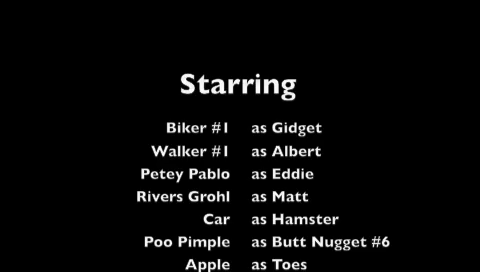 Starring
Biker #1 as Gidget
Walker #1 as Albert
Petey Pablo as Eddie
Rivers Grohl as Matt
Car as Hamster
Poo Pimple as Butt Nugget #6
Apple as Toes